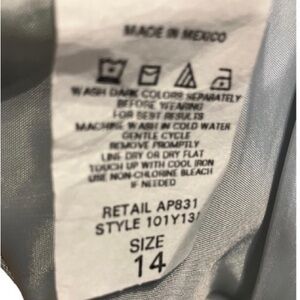 MADE IN MEXICO
WASH DARK COLORS SEPARATELY
BEFORE WEARING
FOR BEST RESULTS
MACHINE WASH IN COLD WATER
GENTLE CYCLE
REMOVE PROMPTLY
LINE DRY OR DRY FLAT
TOUCH UP WITH COOL IRON
USE NON-CHLORINE BLEACH
IF NEEDED
RETAIL AP831
STYLE
SIZE
14